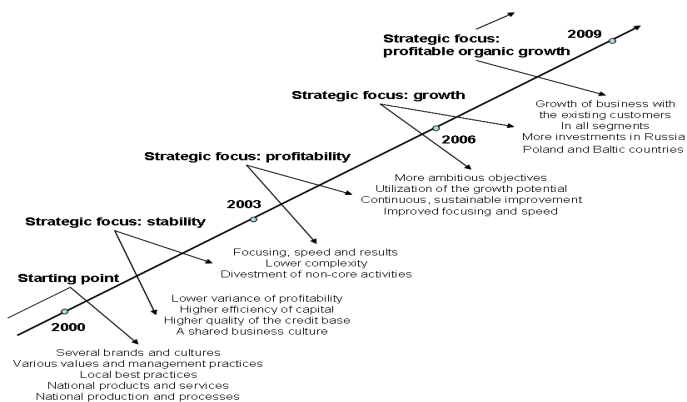 2009
Strategic focus:
profitable organic growth
Strategic focus: growth
Growth of business with
the existing customers
In all segments
More investments in Russia
Poland and Baltic countries
2006
Strategic focus: profitability
More ambitious objectives
Utilization of the growth potential
Continuous, sustainable improvement
Improved focusing and speed
2003
Strategic focus: stability
Focusing, speed and results
Lower complexity
Divestment of non-core activities
Starting point
Lower variance of profitability
Higher efficiency of capital
Higher quality of the credit base
A shared business culture
2000
Several brands and cultures
Various values and management practices
Local best practices
National products and services
National production and processes